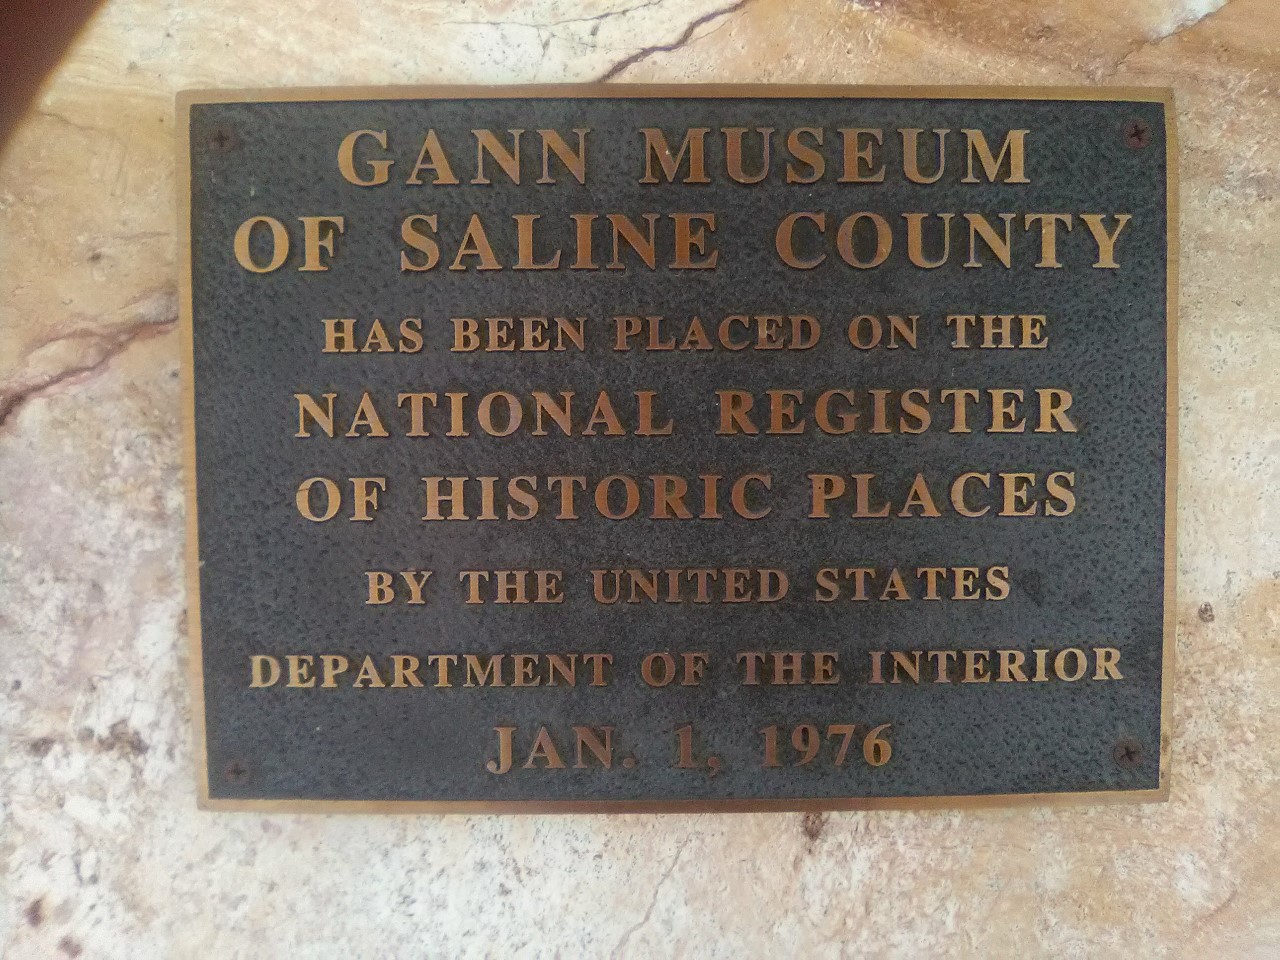 GANN MUSEUM
OF SALINE COUNTY
HAS BEEN PLACED ON THE
NATIONAL REGISTER
OF HISTORIC PLACES
BY THE UNITED STATES
DEPARTMENT OF THE INTERIOR
JAN. 1, 1976